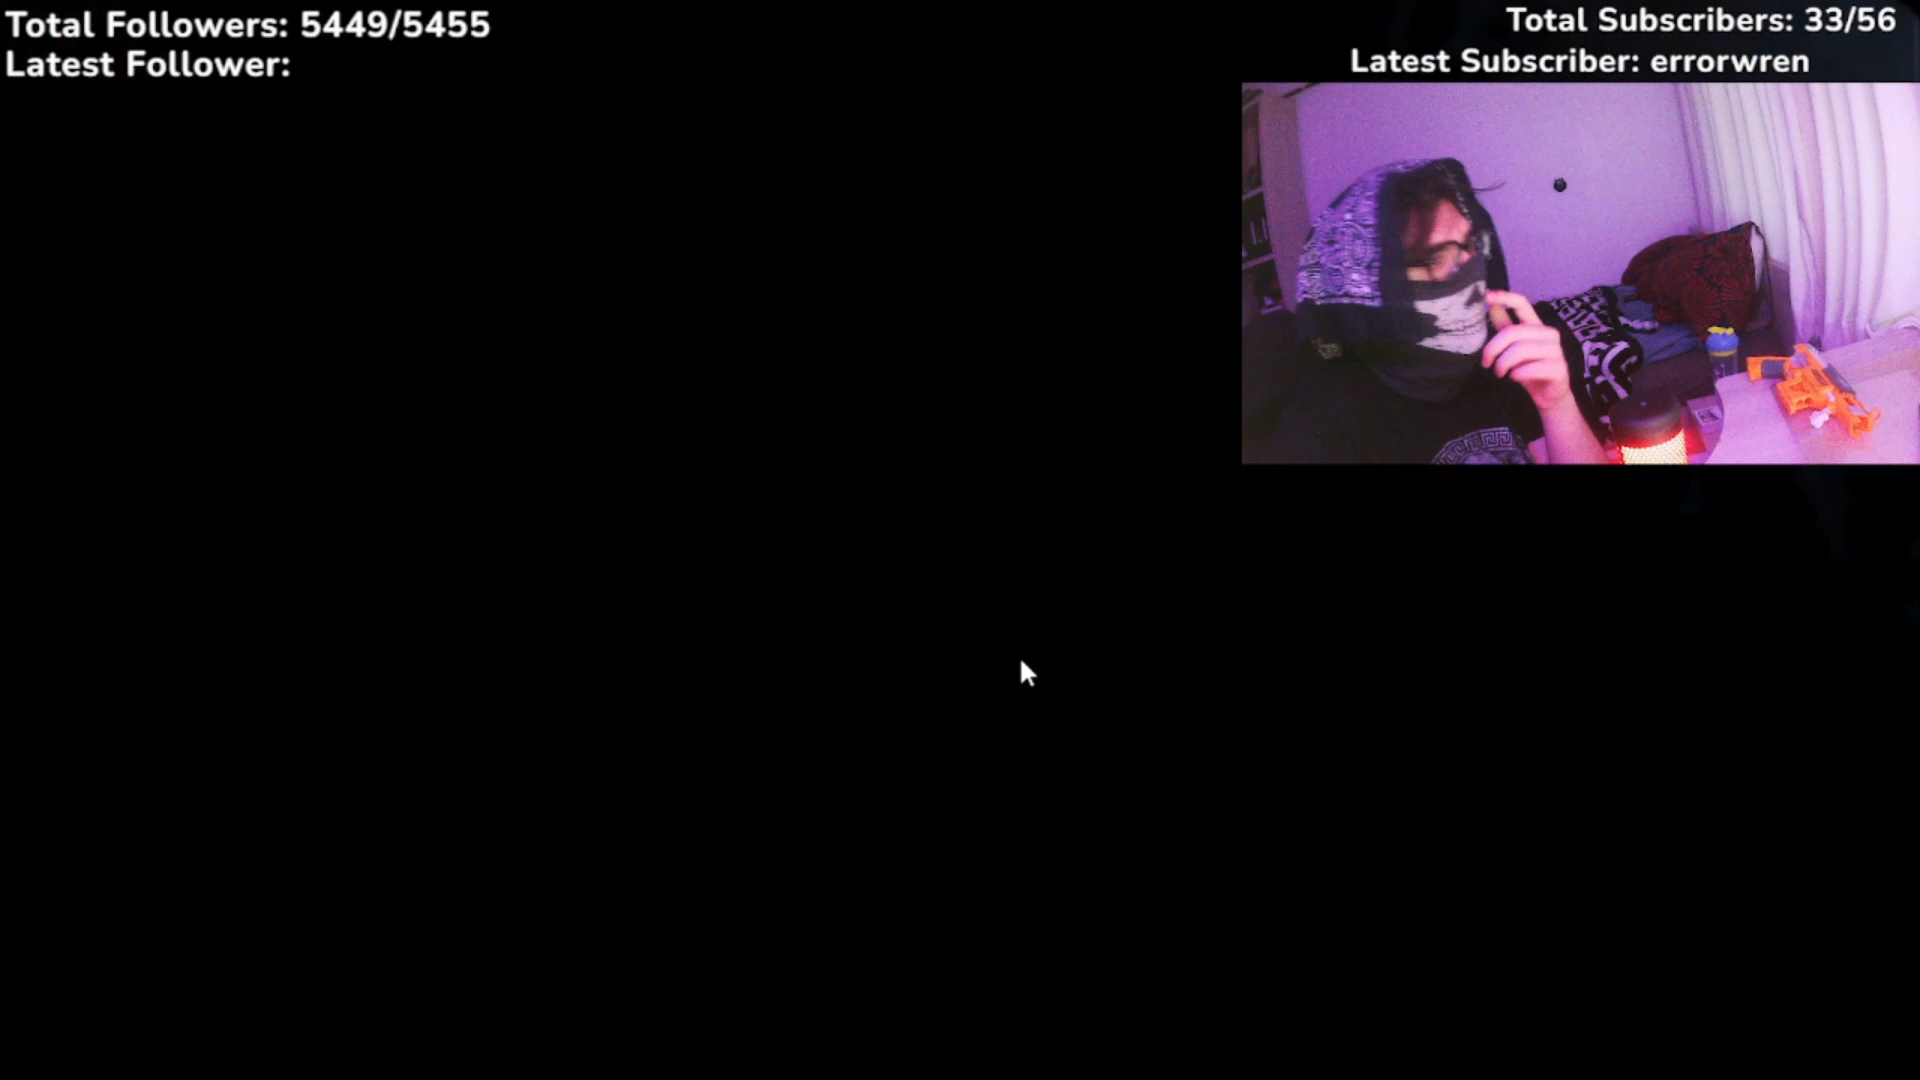 Total Followers: 5449/5455
Latest Follower:
Total Subscribers: 33/56
Latest Subscriber: errorwren